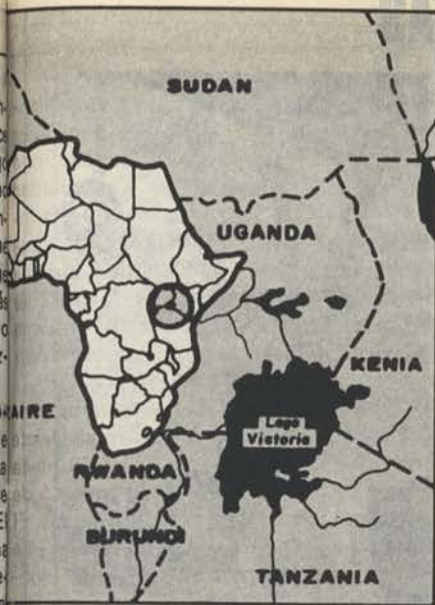 SUDAN
UGANDA
KENIA
AIRE
Lago
Victoria
RWANDA
BURUNDI
TANZANIA